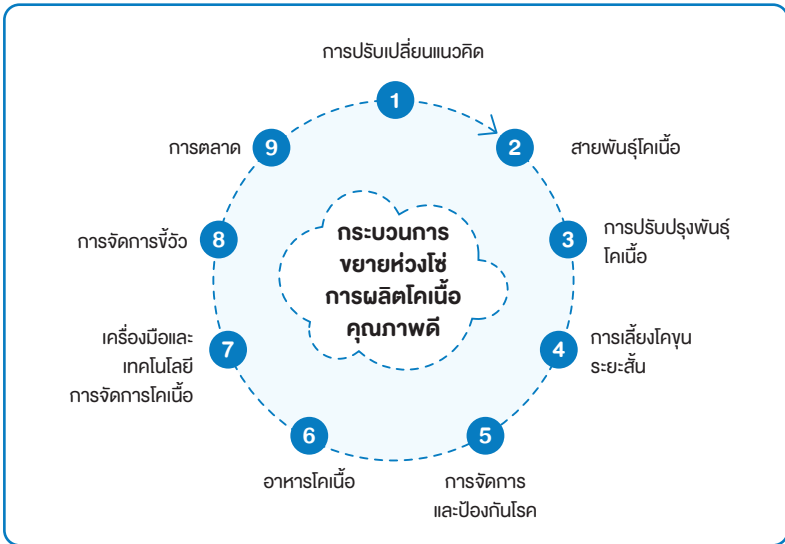 การปรับเปลี่ยนแนวคิด
1
2
สายพันธุ์โคเนื้อ
3
การปรับปรุงพันธุ์
โคเนื้อ
4
การเลี้ยงโคขุน
ระยะสั้น
5
การจัดการ
และป้องกันโรค
6
อาหารโคเนื้อ
7
เครื่องมือและ
เทคโนโลยี
การจัดการโคเนื้อ
8
การจัดการขี้วัว
9
การตลาด
กระบวนการ
ขยายห่วงโซ่
การผลิตโคเนื้อ
คุณภาพดี